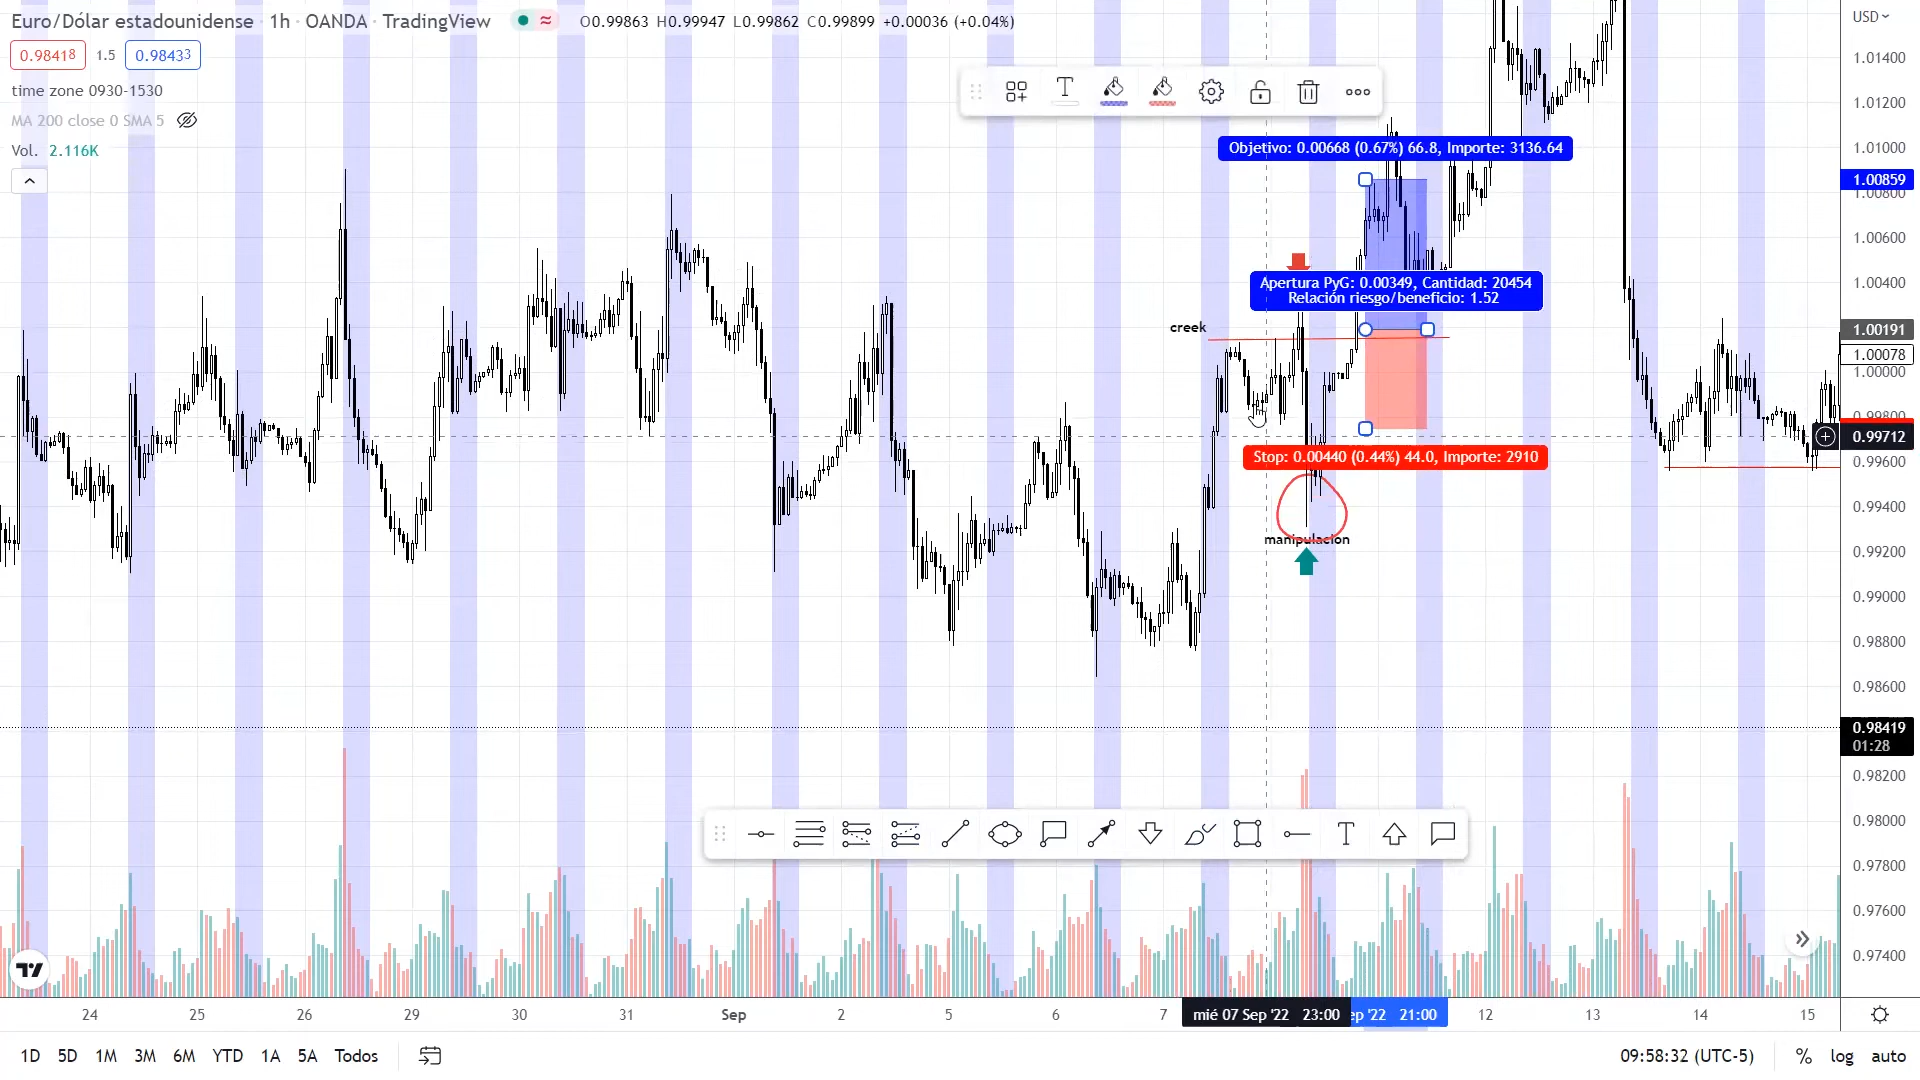 Euro/Dólar estadounidense · 1h · OANDA · TradingView
O0.99863 H0.99947 L0.99862 C0.99899 +0.00036 (+0.04%)
USD
0.98418 1.5 0.98433
time zone 0930-1530
MA 200 close 0 SMA 5
Vol. 2.116K
Objetivo: 0.00668 (0.67%) 66.8, Importe: 3136.64
Apertura PyG: 0.00349, Cantidad: 20454
Relación riesgo/beneficio: 1.52
creek
Stop: 0.00440 (0.44%) 44.0, Importe: 2910
manipulacion
1.01400
1.01200
1.01000
1.00859
1.00800
1.00600
1.00400
1.00191
1.00078
1.00000
0.99800
0.99712
0.99600
0.99400
0.99200
0.99000
0.98800
0.98600
0.98419
01:28
0.98200
0.98000
0.97800
0.97600
0.97400
24 25 26 29 30 31 Sep 2 5 6 7 mié 07 Sep '22 23:00 ep '22 21:00 12 13 14 15
1D 5D 1M 3M 6M YTD 1A 5A Todos
09:58:32 (UTC-5) % log auto